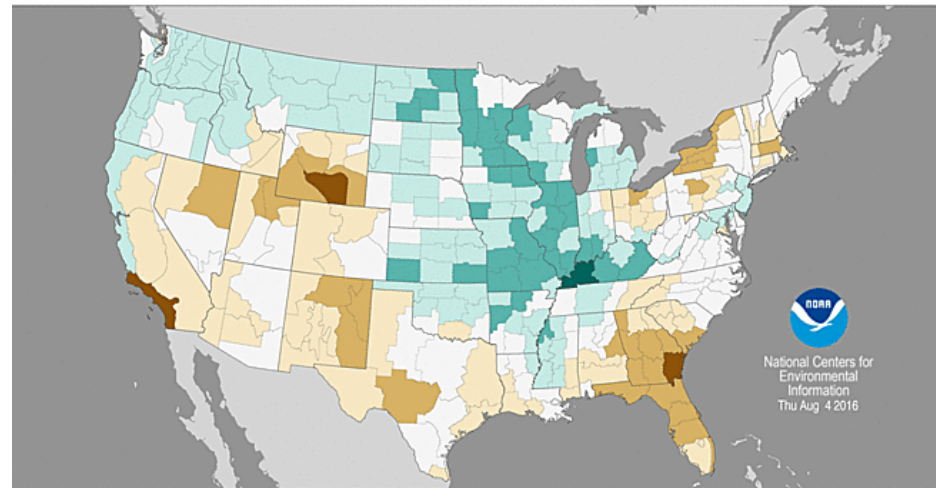 NOAA
National Centers for
Environmental
Information
Thu Aug 4 2016